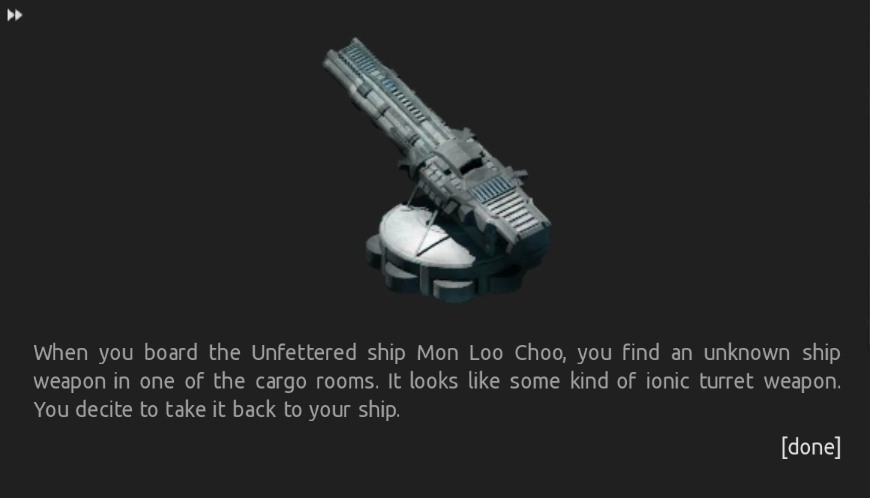 When you board the Unfettered ship Mon Loo Choo, you find an unknown ship
weapon in one of the cargo rooms. It looks like some kind of ionic turret weapon.
You decite to take it back to your ship.
[done]